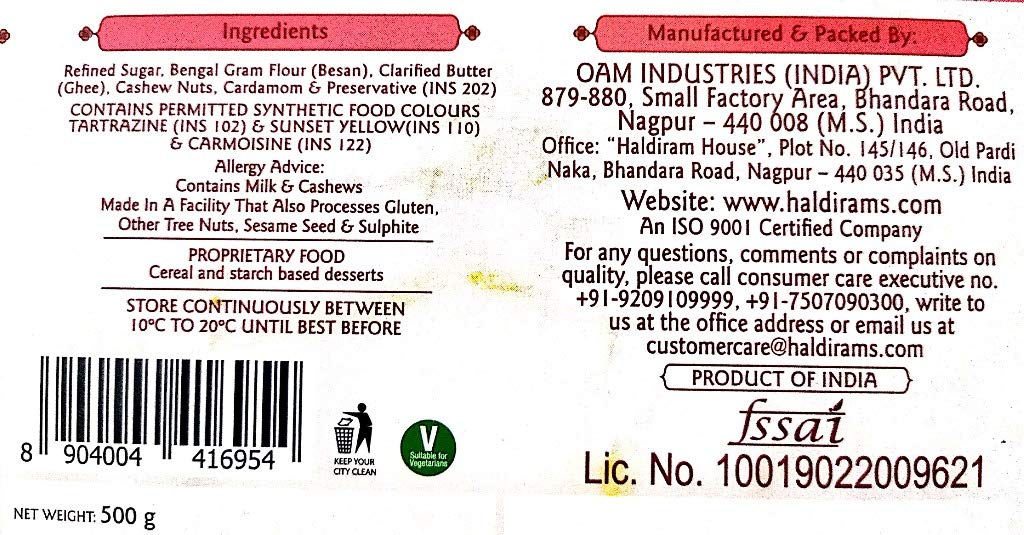 Ingredients
Refined Sugar, Bengal Gram Flour (Besan), Clarified Butter
(Ghee), Cashew Nuts, Cardamom & Preservative (INS 202)
CONTAINS PERMITTED SYNTHETIC FOOD COLOURS
TARTRAZINE (INS 102) & SUNSET YELLOW(INS 110)
& CARMOISINE (INS 122)
Allergy Advice:
Contains Milk & Cashews
Made In A Facility That Also Processes Gluten,
Other Tree Nuts, Sesame Seed & Sulphite
PROPRIETARY FOOD
Cereal and starch based desserts
STORE CONTINUOUSLY BETWEEN
10ºC TO 20ºC UNTIL BEST BEFORE
8 904004 416954
KEEP YOUR
CITY CLEAN
V
Suitable for
Vegetarians
NET WEIGHT: 500 g
Manufactured & Packed By:
OAM INDUSTRIES (INDIA) PVT. LTD.
879-880, Small Factory Area, Bhandara Road,
Nagpur – 440 008 (M.S.) India
Office: "Haldiram House", Plot No. 145/146, Old Pardi
Naka, Bhandara Road, Nagpur – 440 035 (M.S.) India
Website: www.haldirams.com
An ISO 9001 Certified Company
For any questions, comments or complaints on
quality, please call consumer care executive no.
+91-9209109999, +91-7507090300, write to
us at the office address or email us at
customercare@haldirams.com
PRODUCT OF INDIA
fssai
Lic. No. 10019022009621